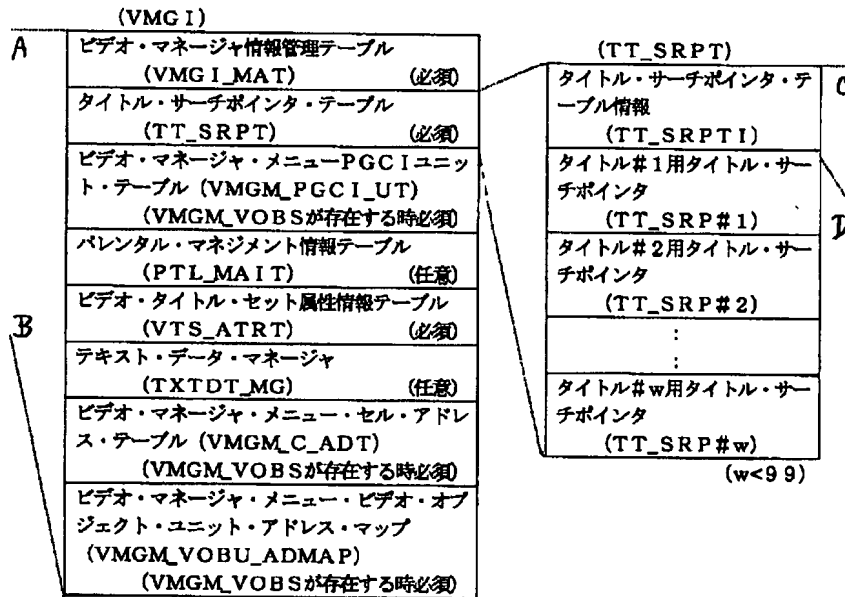 (VMGI)
A
ビデオ・マネージャ情報管理テーブル
(VMGI_MAT) (必須)
タイトル・サーチポインタ・テーブル
(TT_SRPT) (必須)
ビデオ・マネージャ・メニューPGCIユニッ
ト・テーブル (VMGM_PGCI_UT)
(VMGM_VOBSが存在する時必須)
パレンタル・マネジメント情報テーブル
(PTL_MAIT) (任意)
B
ビデオ・タイトル・セット属性情報テーブル
(VTS_ATRT) (必須)
テキスト・データ・マネージャ
(TXTDT_MG) (任意)
ビデオ・マネージャ・メニュー・セル・アドレ
ス・テーブル (VMGM_C_ADT)
(VMGM_VOBSが存在する時必須)
ビデオ・マネージャ・メニュー・ビデオ・オブ
ジェクト・ユニット・アドレス・マップ
(VMGM_VOBU_ADMAP)
(VMGM_VOBSが存在する時必須)
(TT_SRPT)
C
タイトル・サーチポインタ・テ
ーブル情報
(TT_SRPTI)
タイトル#1用タイトル・サー
チポインタ
(TT_SRP#1)
D
タイトル#2用タイトル・サー
チポインタ
(TT_SRP#2)
:
:
タイトル#w用タイトル・サー
チポインタ
(TT_SRP#w)
(w<99)